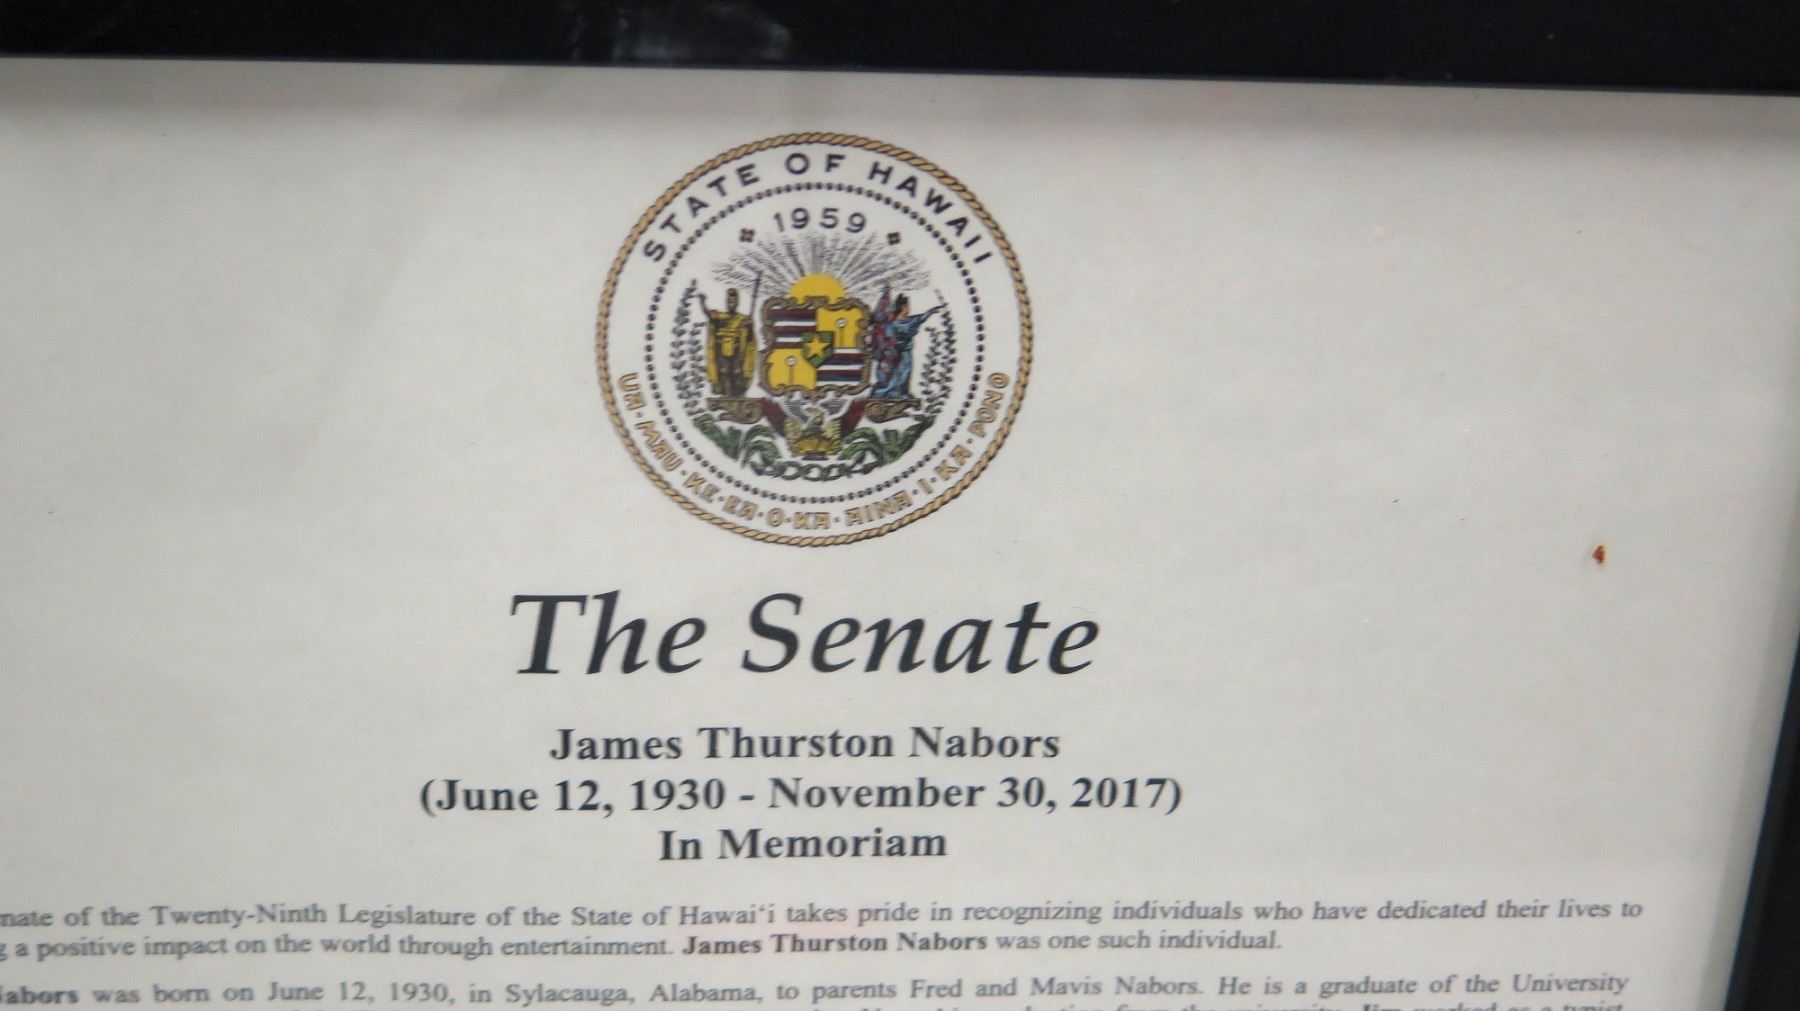 STATE OF HAWAII
1959
UA·MAU·KE·EA·O·KA·AINA·I·KA·PONO
The Senate
James Thurston Nabors
(June 12, 1930 - November 30, 2017)
In Memoriam
nate of the Twenty-Ninth Legislature of the State of Hawai‘i takes pride in recognizing individuals who have dedicated their lives to
g a positive impact on the world through entertainment. James Thurston Nabors was one such individual.
abors was born on June 12, 1930, in Sylacauga, Alabama, to parents Fred and Mavis Nabors. He is a graduate of the University